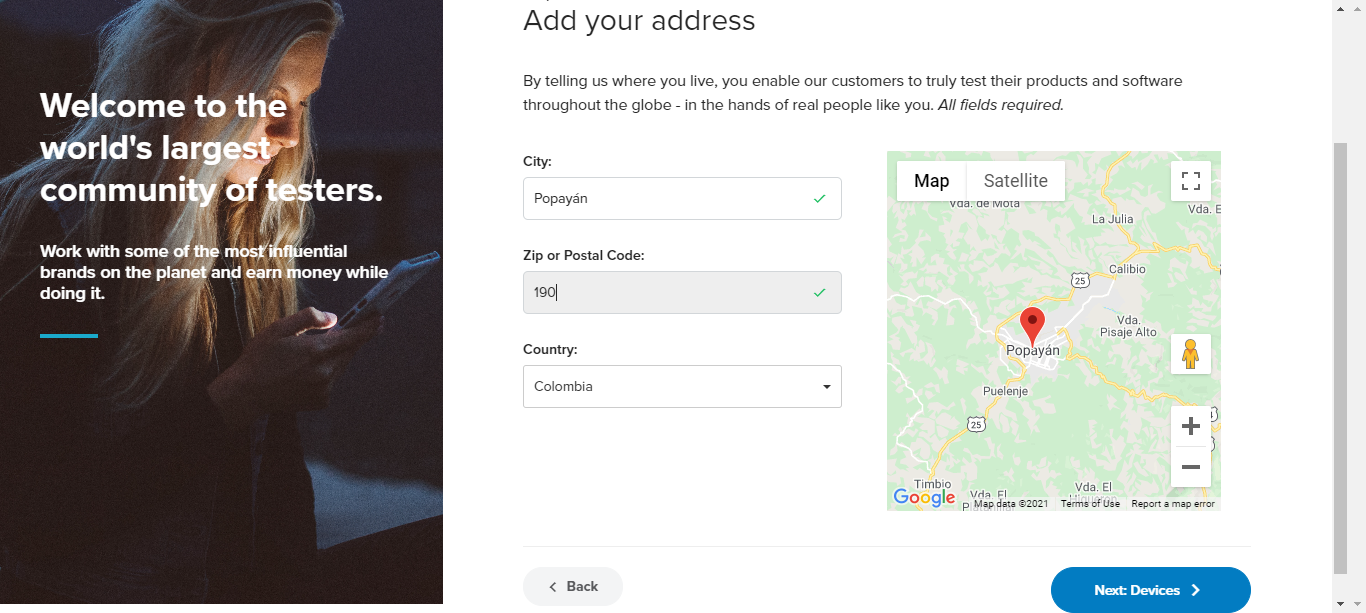 Welcome to the
world's largest
community of testers.
Work with some of the most influential
brands on the planet and earn money while
doing it.
Add your address
By telling us where you live, you enable our customers to truly test their products and software
throughout the globe - in the hands of real people like you. All fields required.
City:
Popayán
Zip or Postal Code:
190
Country:
Colombia
Map
Satellite
Vda. de Mota
Vda. E
La Julia
Calibio
25
Vda.
Pisaje Alto
Popayán
Puelenje
25
Timbio
Vda. El
Vda. El
Google
Map data ©2021
Terms of Use
Report a map error
Back
Next: Devices